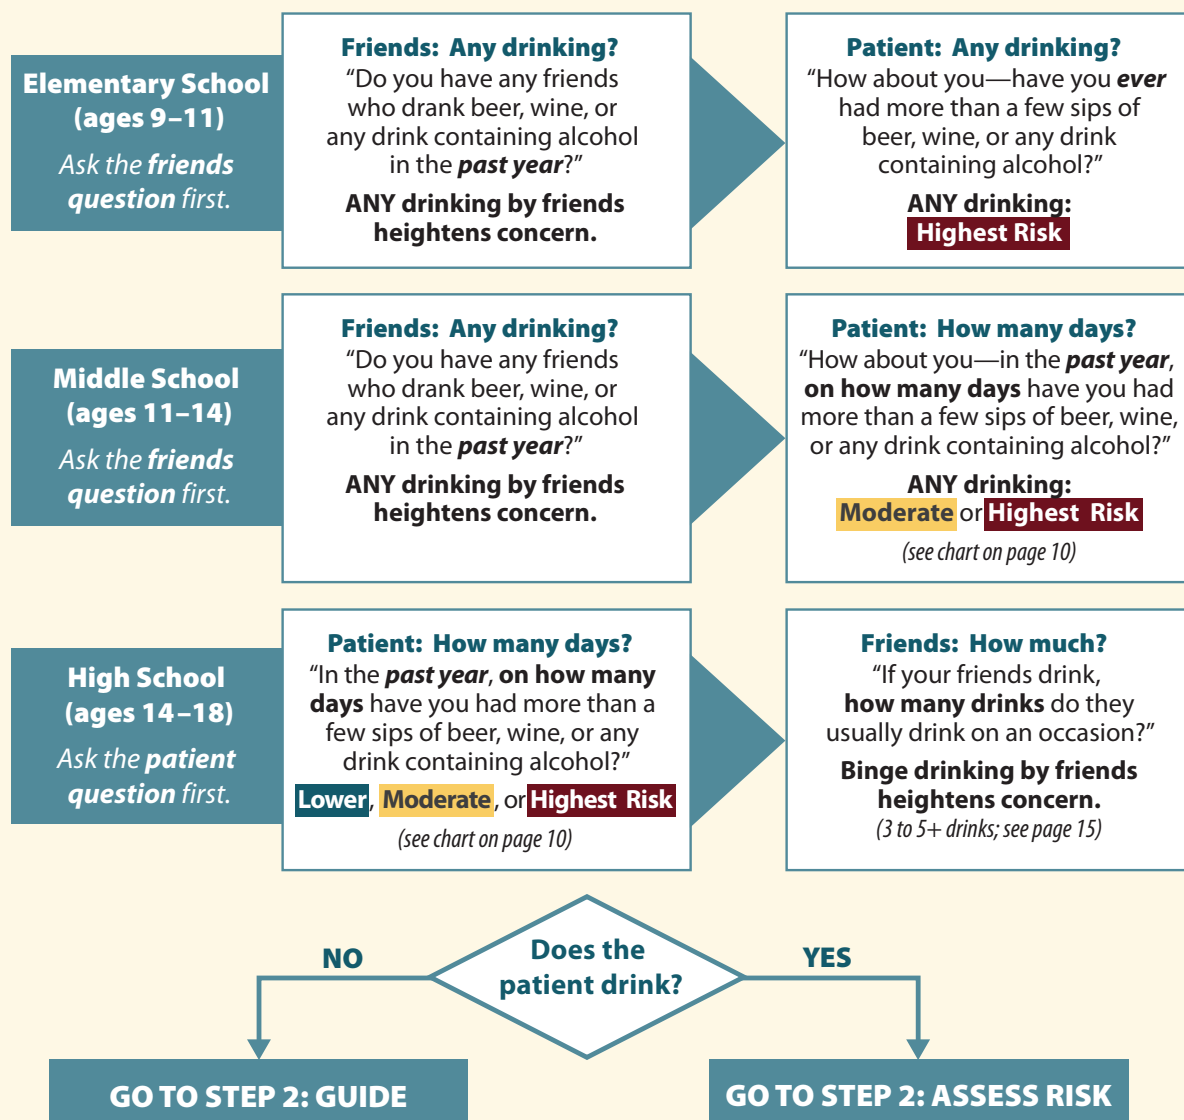 Elementary School
(ages 9–11)
Ask the friends
question first.
Friends: Any drinking?
“Do you have any friends
who drank beer, wine, or
any drink containing alcohol
in the past year?”
ANY drinking by friends
heightens concern.
Patient: Any drinking?
“How about you—have you ever
had more than a few sips of
beer, wine, or any drink
containing alcohol?”
ANY drinking:
Highest Risk
Middle School
(ages 11–14)
Ask the friends
question first.
Friends: Any drinking?
“Do you have any friends
who drank beer, wine, or
any drink containing alcohol
in the past year?”
ANY drinking by friends
heightens concern.
Patient: How many days?
“How about you—in the past year,
on how many days have you had
more than a few sips of beer, wine,
or any drink containing alcohol?”
ANY drinking:
Moderate or Highest Risk
(see chart on page 10)
High School
(ages 14–18)
Ask the patient
question first.
Patient: How many days?
“In the past year, on how many
days have you had more than a
few sips of beer, wine, or any
drink containing alcohol?”
Lower, Moderate, or Highest Risk
(see chart on page 10)
Friends: How much?
“If your friends drink,
how many drinks do they
usually drink on an occasion?”
Binge drinking by friends
heightens concern.
(3 to 5+ drinks; see page 15)
Does the
patient drink?
NO
YES
GO TO STEP 2: GUIDE
GO TO STEP 2: ASSESS RISK